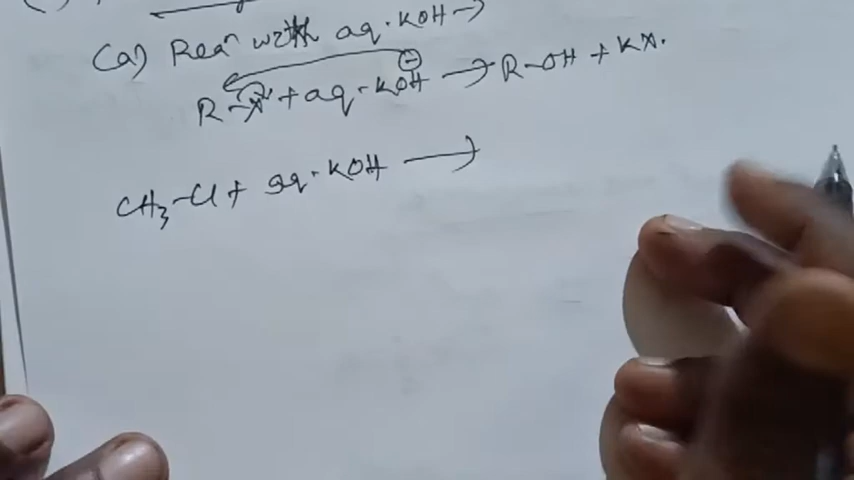 (a) Reaⁿ with aq. KOH →
R-X + aq. KOH⊖ → R-OH + KX.
CH₃-Cl + aq. KOH →